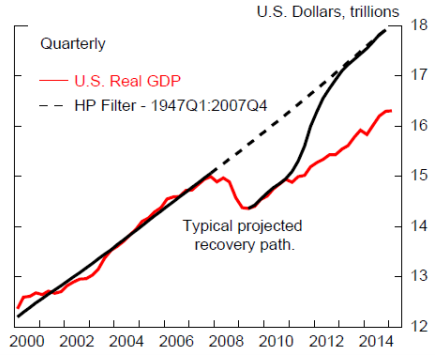 U.S. Dollars, trillions
Quarterly
U.S. Real GDP
HP Filter - 1947Q1:2007Q4
Typical projected
recovery path.
18
17
16
15
14
13
12
2000 2002 2004 2006 2008 2010 2012 2014